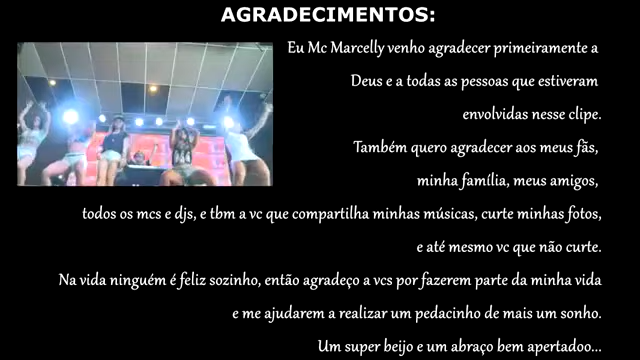 AGRADECIMENTOS:
Eu Mc Marcelly venho agradecer primeiramente a
Deus e a todas as pessoas que estiveram
envolvidas nesse clipe.
Também quero agradecer aos meus fãs,
minha família, meus amigos,
todos os mcs e djs, e tbm a vc que compartilha minhas músicas, curte minhas fotos,
e até mesmo vc que não curte.
Na vida ninguém é feliz sozinho, então agradeço a vcs por fazerem parte da minha vida
e me ajudarem a realizar um pedacinho de mais um sonho.
Um super beijo e um abraço bem apertadoo...